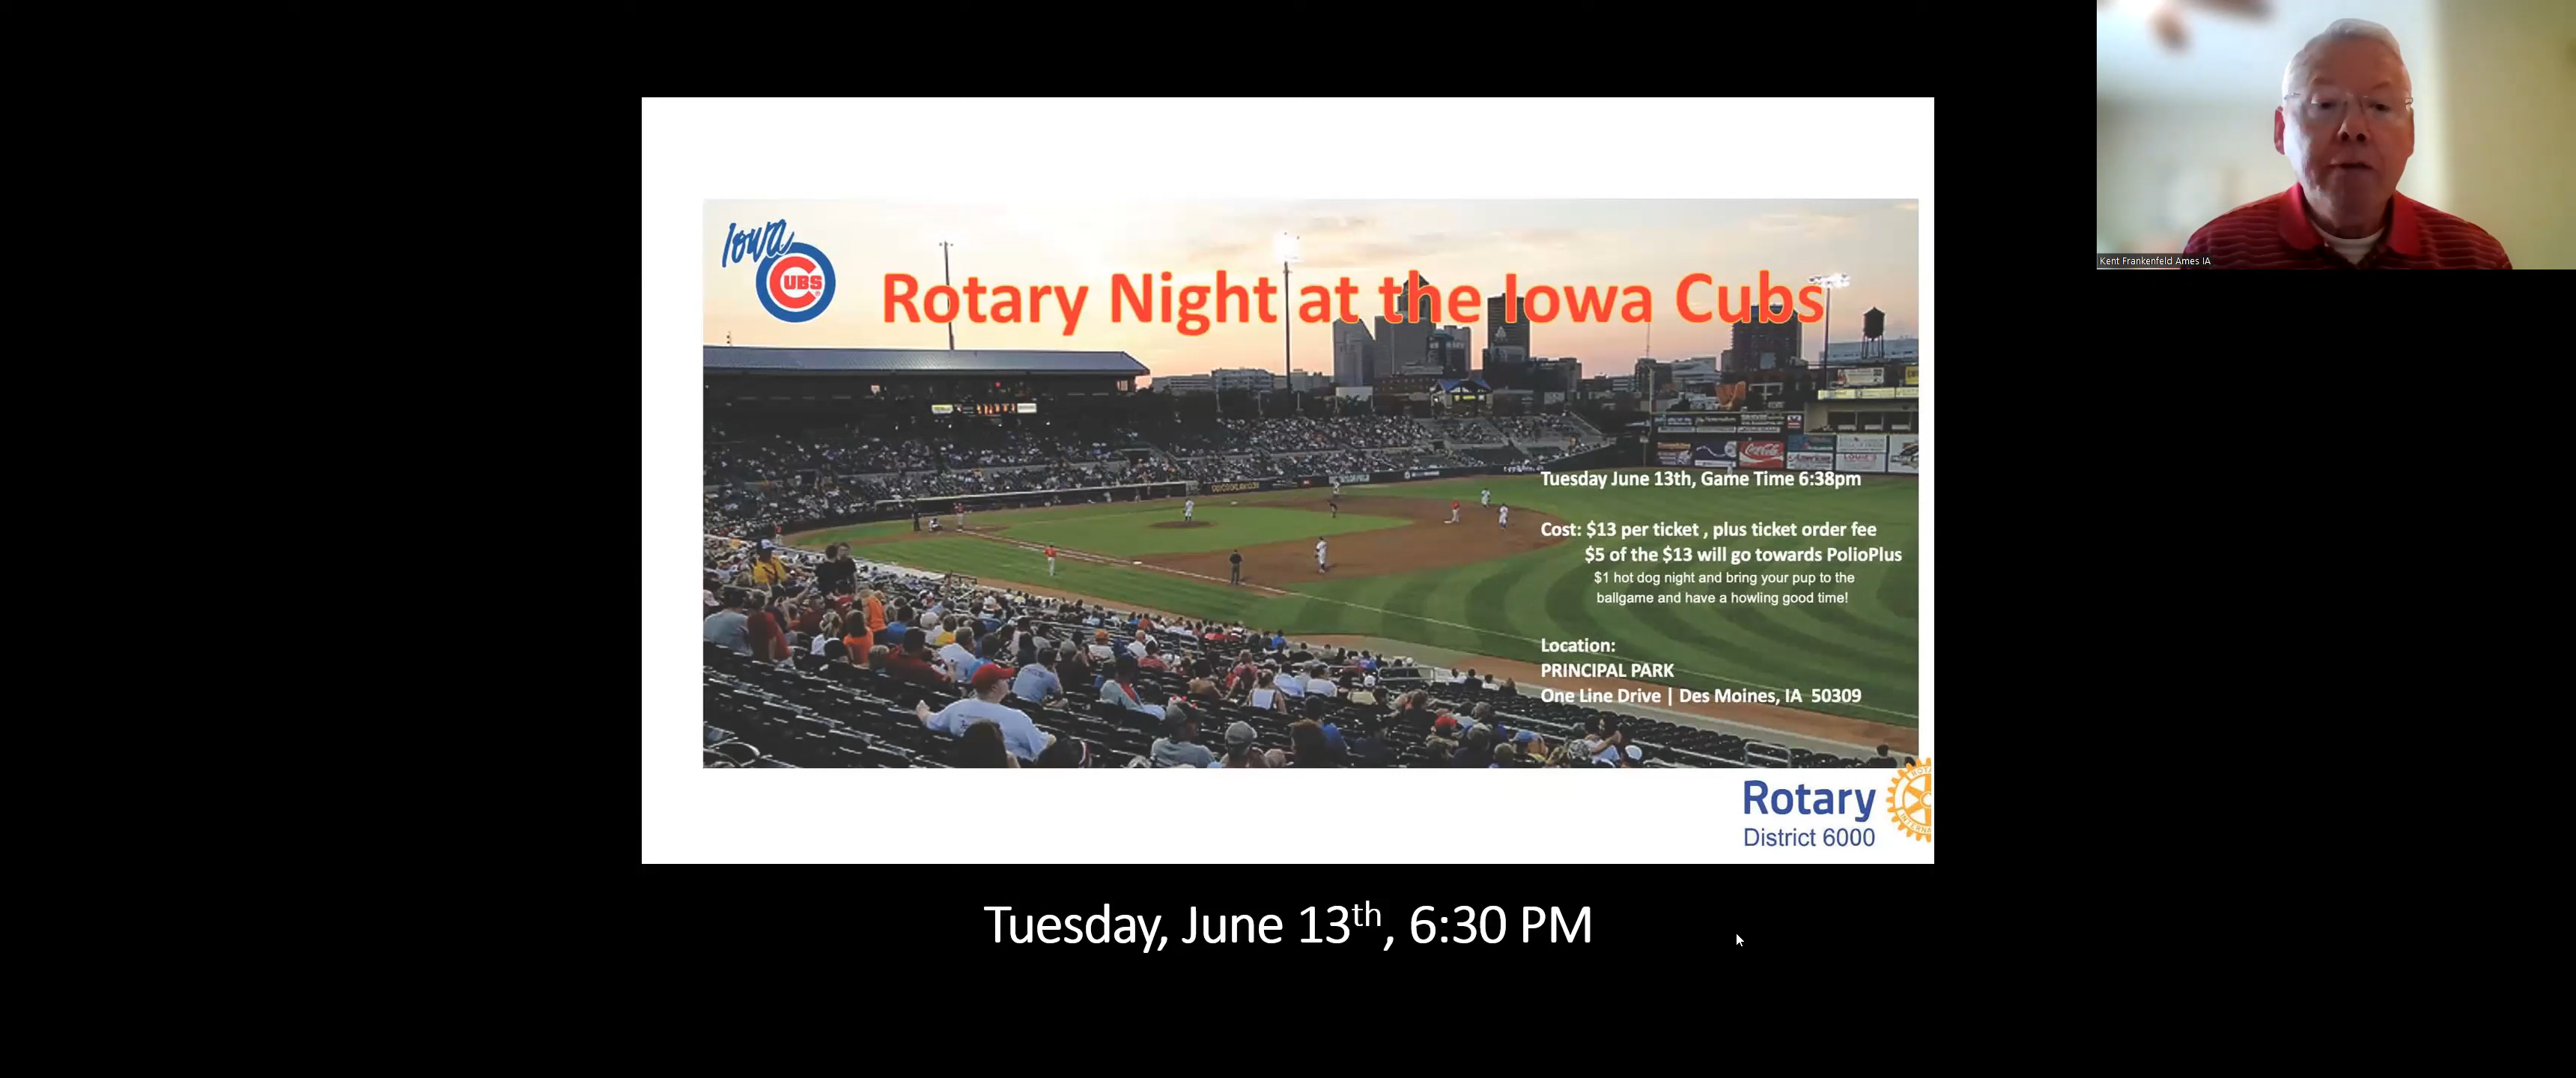 Kent Frankenfeld Ames IA
Iowa
CUBS
Rotary Night at the Iowa Cubs
Coca-Cola
Tuesday June 13th, Game Time 6:38pm
Cost: $13 per ticket , plus ticket order fee
$5 of the $13 will go towards PolioPlus
$1 hot dog night and bring your pup to the
ballgame and have a howling good time!
Location:
PRINCIPAL PARK
One Line Drive | Des Moines, IA 50309
Rotary
District 6000
Tuesday, June 13th, 6:30 PM